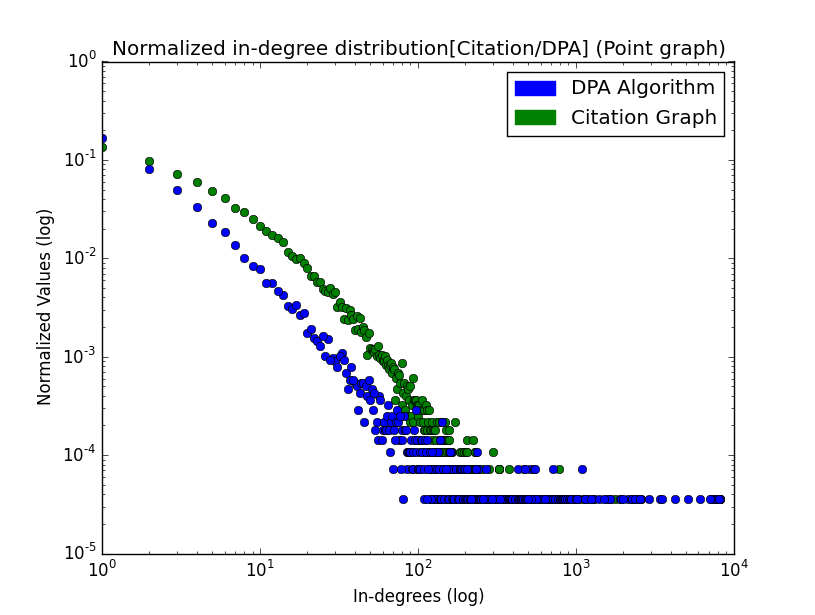 Normalized in-degree distribution[Citation/DPA] (Point graph)
DPA Algorithm
Citation Graph
Normalized Values (log)
10^0
10^-1
10^-2
10^-3
10^-4
10^-5
10^0 10^1 10^2 10^3 10^4
In-degrees (log)